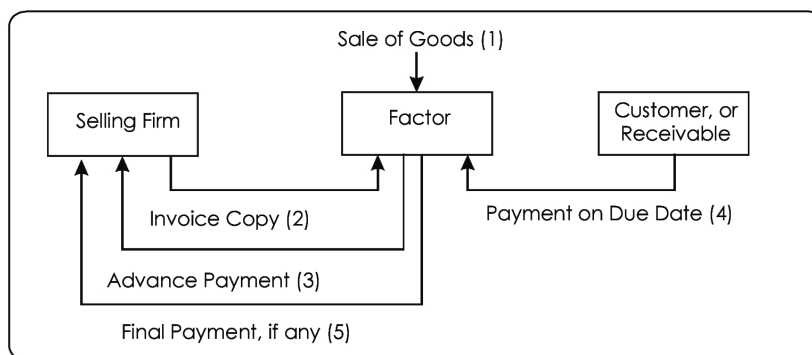 Sale of Goods (1)
Selling Firm
Factor
Customer, or
Receivable
Invoice Copy (2)
Payment on Due Date (4)
Advance Payment (3)
Final Payment, if any (5)